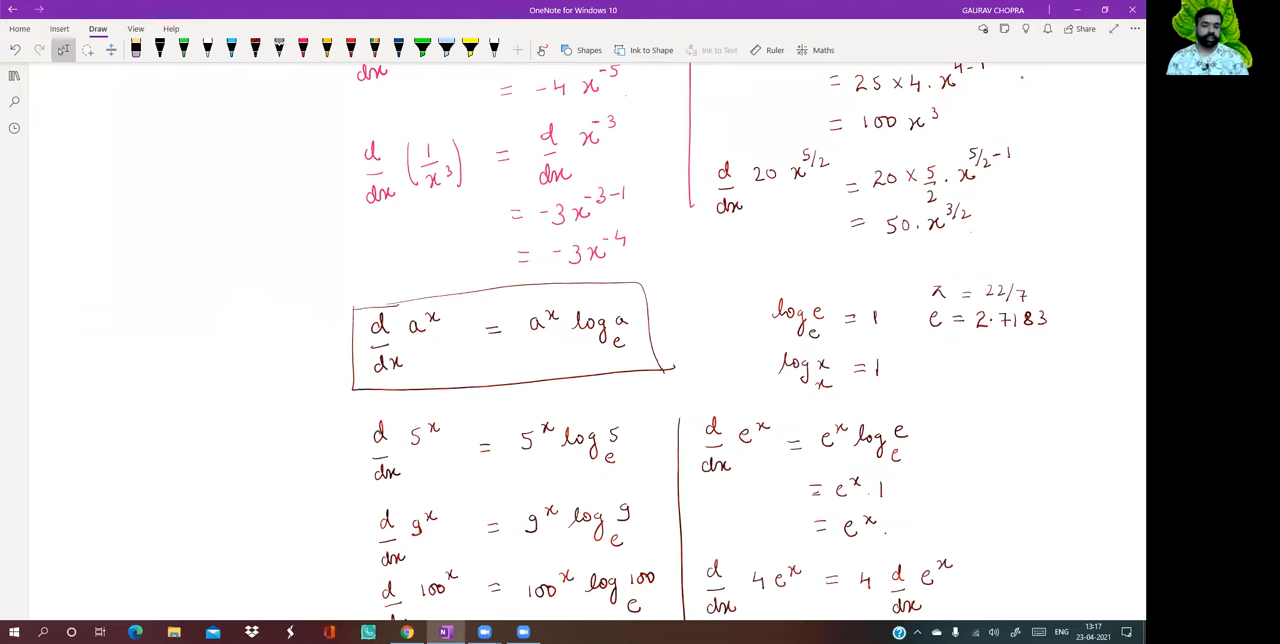 OneNote for Windows 10
GAURAV CHOPRA
Home Insert Draw View Help
Share
Shapes Ink to Shape Ink to Text Ruler Maths
dx
= -4 x^-5
d/dx (1/x^3) = d/dx x^-3
= -3x^-3-1
= -3x^-4
= 25 × 4 . x^4-1
= 100 x^3
d/dx 20 x^5/2 = 20 × 5/2 . x^5/2-1
= 50 . x^3/2
d/dx a^x = a^x log_e a
log_e e = 1
log_x x = 1
π = 22/7
e = 2.7183
d/dx 5^x = 5^x log_e 5
d/dx 9^x = 9^x log_e 9
d 100^x = 100^x log_e 100
d/dx e^x = e^x log_e e
= e^x . 1
= e^x .
d/dx 4e^x = 4 d/dx e^x
ENG
13:17
23-04-2021